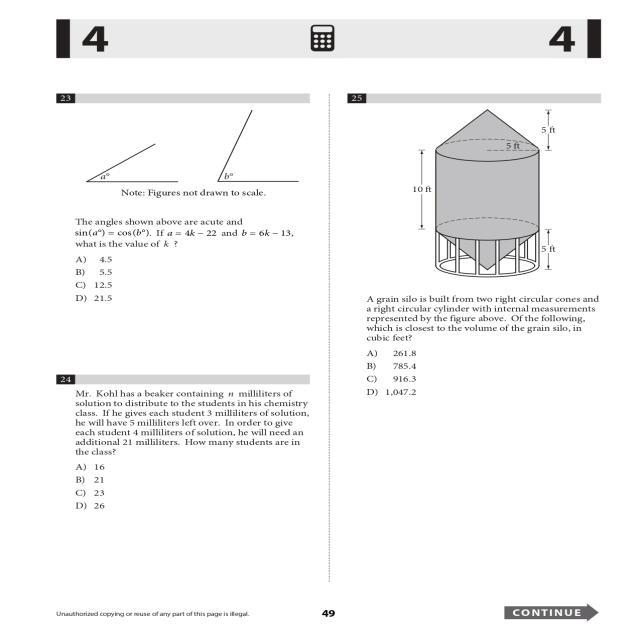 4
4
23
a°
b°
Note: Figures not drawn to scale.
The angles shown above are acute and
sin(a°) = cos(b°). If a = 4k − 22 and b = 6k − 13,
what is the value of k ?
A) 4.5
B) 5.5
C) 12.5
D) 21.5
24
Mr. Kohl has a beaker containing n milliliters of
solution to distribute to the students in his chemistry
class. If he gives each student 3 milliliters of solution,
he will have 5 milliliters left over. In order to give
each student 4 milliliters of solution, he will need an
additional 21 milliliters. How many students are in
the class?
A) 16
B) 21
C) 23
D) 26
25
5 ft
5 ft
10 ft
5 ft
A grain silo is built from two right circular cones and
a right circular cylinder with internal measurements
represented by the figure above. Of the following,
which is closest to the volume of the grain silo, in
cubic feet?
A) 261.8
B) 785.4
C) 916.3
D) 1,047.2
Unauthorized copying or reuse of any part of this page is illegal.
49
CONTINUE